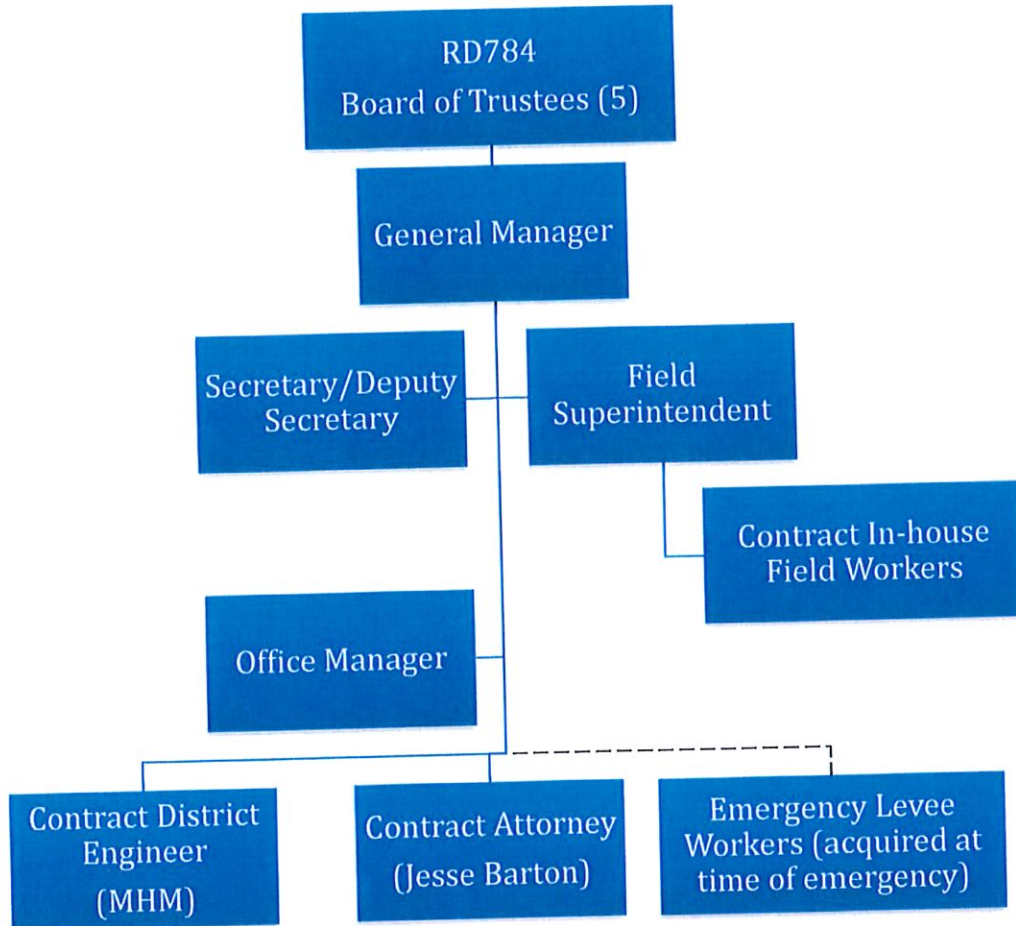 RD784
Board of Trustees (5)
General Manager
Secretary/Deputy
Secretary
Field
Superintendent
Contract In-house
Field Workers
Office Manager
Contract District
Engineer
(MHM)
Contract Attorney
(Jesse Barton)
Emergency Levee
Workers (acquired at
time of emergency)